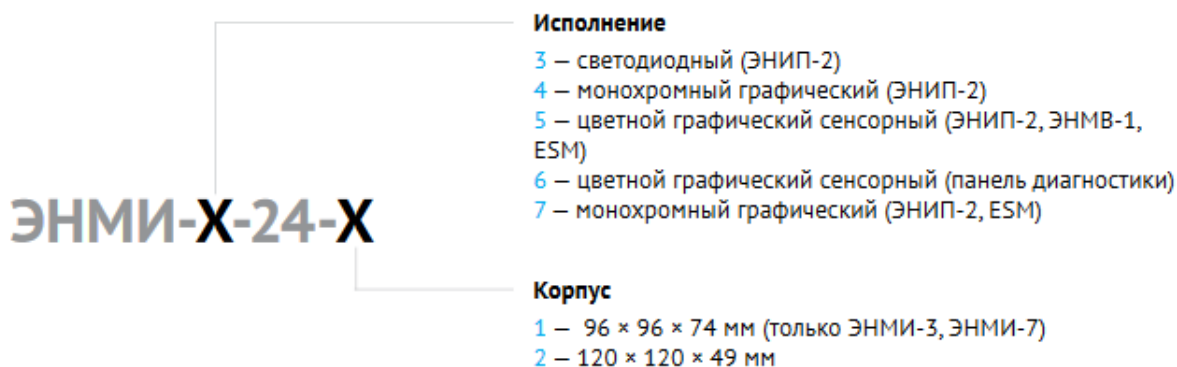 Исполнение
3 – светодиодный (ЭНИП-2)
4 – монохромный графический (ЭНИП-2)
5 – цветной графический сенсорный (ЭНИП-2, ЭНМВ-1,
ESM)
6 – цветной графический сенсорный (панель диагностики)
7 – монохромный графический (ЭНИП-2, ESM)
ЭНМИ-X-24-X
Корпус
1 – 96 × 96 × 74 мм (только ЭНМИ-3, ЭНМИ-7)
2 – 120 × 120 × 49 мм